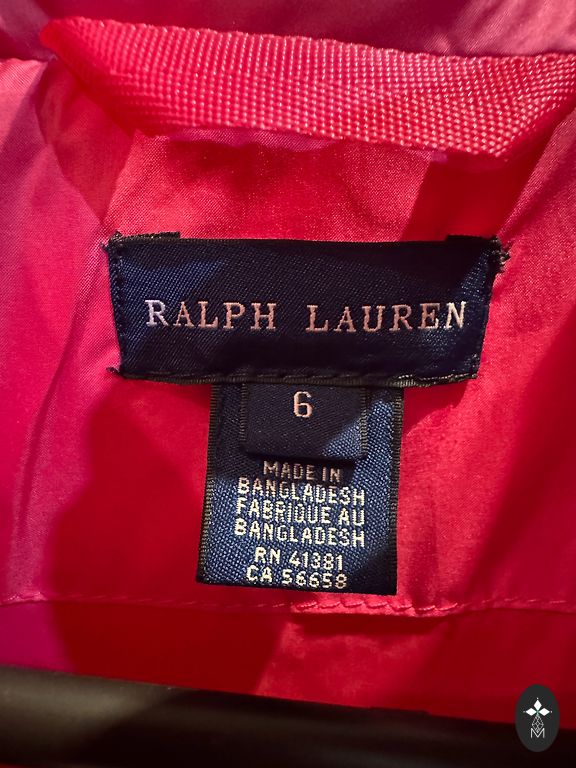 RALPH LAUREN
6
MADE IN
BANGLADESH
FABRIQUE AU
BANGLADESH
RN 41381
CA 56658
M